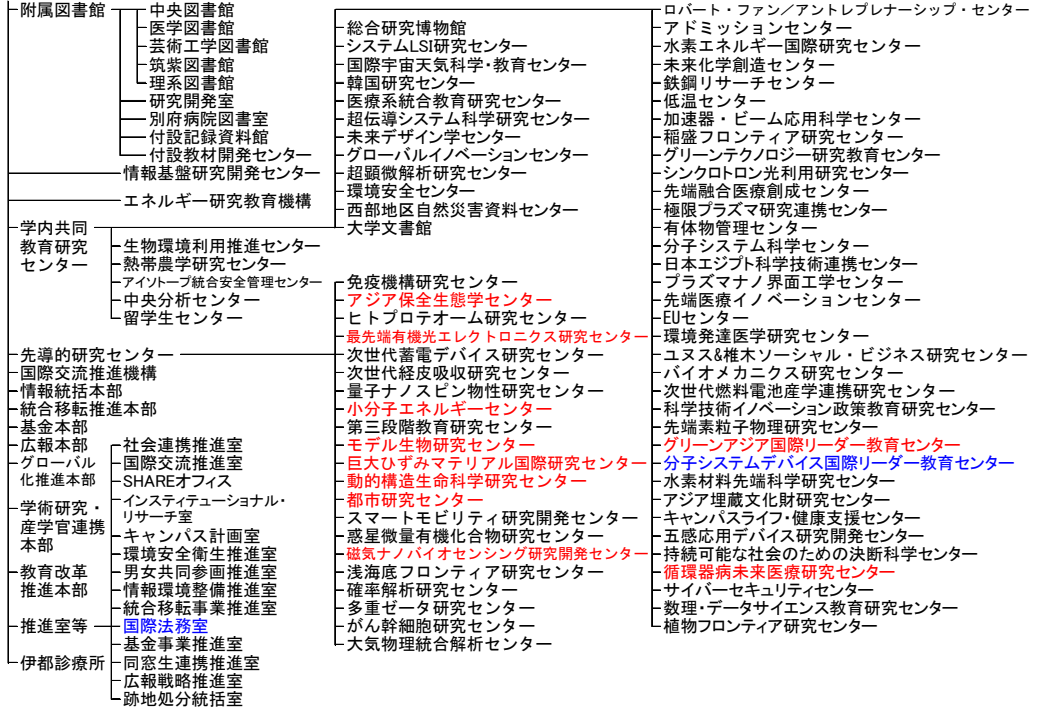 附属図書館
中央図書館
医学図書館
芸術工学図書館
筑紫図書館
理系図書館
研究開発室
別府病院図書室
付設記録資料館
付設教材開発センター
情報基盤研究開発センター
エネルギー研究教育機構
学内共同
教育研究
センター
生物環境利用推進センター
熱帯農学研究センター
アイソトープ統合安全管理センター
中央分析センター
留学生センター
先導的研究センター
国際交流推進機構
情報統括本部
統合移転推進本部
基金本部
広報本部
グローバル
化推進本部
学術研究・
産学官連携
本部
教育改革
推進本部
推進室等
伊都診療所
社会連携推進室
国際交流推進室
SHAREオフィス
インスティテューショナル・
リサーチ室
キャンパス計画室
環境安全衛生推進室
男女共同参画推進室
情報環境整備推進室
統合移転事業推進室
国際法務室
基金事業推進室
同窓生連携推進室
広報戦略推進室
跡地処分統括室
総合研究博物館
システムLSI研究センター
国際宇宙天気科学・教育センター
韓国研究センター
医療系統合教育研究センター
超伝導システム科学研究センター
未来デザイン学センター
グローバルイノベーションセンター
超顕微解析研究センター
環境安全センター
西部地区自然災害資料センター
大学文書館
免疫機構研究センター
アジア保全生態学センター
ヒトプロテオーム研究センター
最先端有機光エレクトロニクス研究センター
次世代蓄電デバイス研究センター
次世代経皮吸収研究センター
量子ナノスピン物性研究センター
小分子エネルギーセンター
第三段階教育研究センター
モデル生物研究センター
巨大ひずみマテリアル国際研究センター
動的構造生命科学研究センター
都市研究センター
スマートモビリティ研究開発センター
惑星微量有機化合物研究センター
磁気ナノバイオセンシング研究開発センター
浅海底フロンティア研究センター
確率解析研究センター
多重ゼータ研究センター
がん幹細胞研究センター
大気物理統合解析センター
ロバート・ファン／アントレプレナーシップ・センター
アドミッションセンター
水素エネルギー国際研究センター
未来化学創造センター
鉄鋼リサーチセンター
低温センター
加速器・ビーム応用科学センター
稲盛フロンティア研究センター
グリーンテクノロジー研究教育センター
シンクロトロン光利用研究センター
先端融合医療創成センター
極限プラズマ研究連携センター
有体物管理センター
分子システム科学センター
日本エジプト科学技術連携センター
プラズマナノ界面工学センター
先端医療イノベーションセンター
EUセンター
環境発達医学研究センター
ユヌス&椎木ソーシャル・ビジネス研究センター
バイオメカニクス研究センター
次世代燃料電池産学連携研究センター
科学技術イノベーション政策教育研究センター
先端素粒子物理研究センター
グリーンアジア国際リーダー教育センター
分子システムデバイス国際リーダー教育センター
水素材料先端科学研究センター
アジア埋蔵文化財研究センター
キャンパスライフ・健康支援センター
五感応用デバイス研究開発センター
持続可能な社会のための決断科学センター
循環器病未来医療研究センター
サイバーセキュリティセンター
数理・データサイエンス教育研究センター
植物フロンティア研究センター